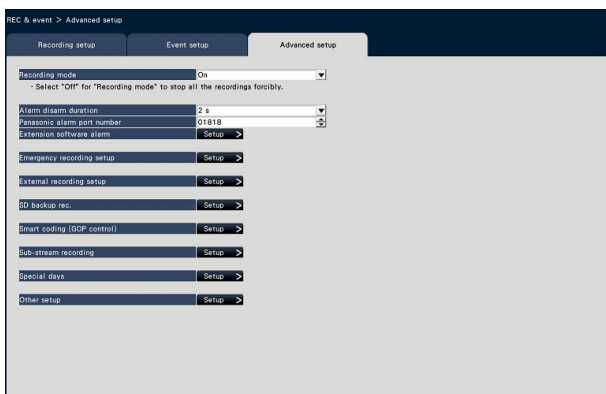 REC & event > Advanced setup
Recording setup Event setup Advanced setup
Recording mode On
・Select "Off" for "Recording mode" to stop all the recordings forcibly.
Alarm disarm duration 2 s
Panasonic alarm port number 01818
Extension software alarm Setup >
Emergency recording setup Setup >
External recording setup Setup >
SD backup rec. Setup >
Smart coding (GOP control) Setup >
Sub-stream recording Setup >
Special days Setup >
Other setup Setup >